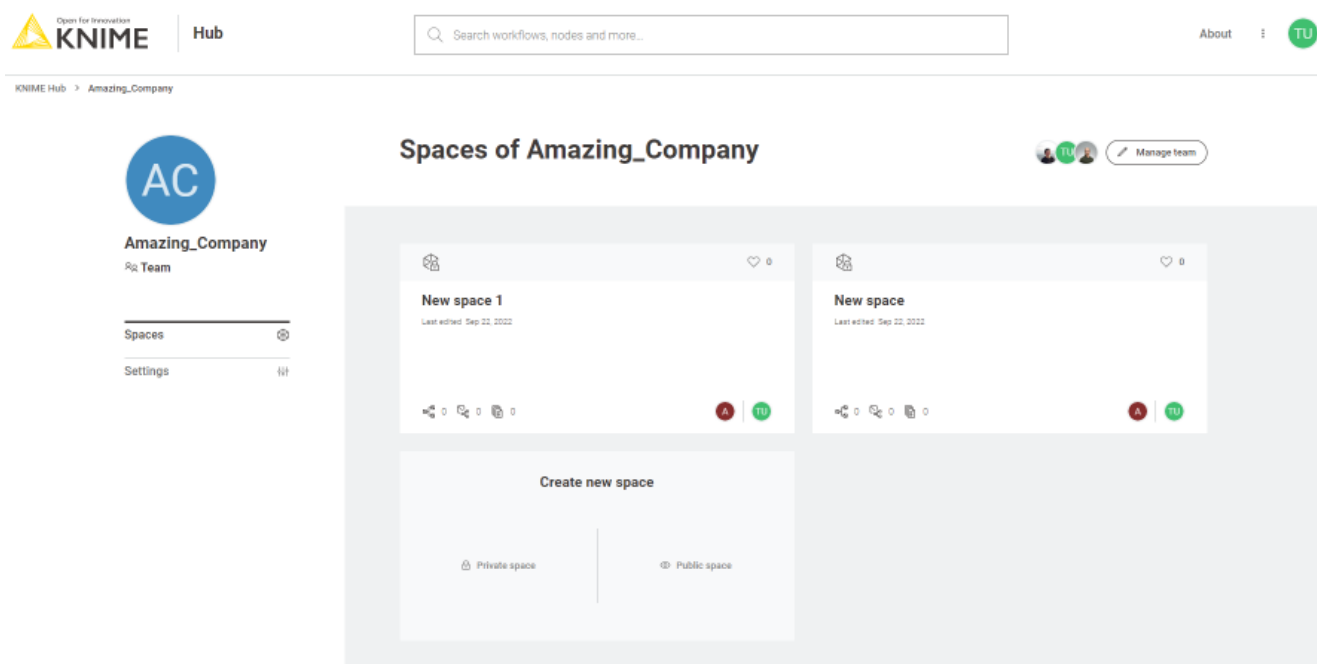 Open for Innovation
KNIME
Hub
Search workflows, nodes and more...
About
TU
KNIME Hub > Amazing_Company
AC
Amazing_Company
Team
Spaces
Settings
Spaces of Amazing_Company
TU
Manage team
0
New space 1
Last edited Sep 22, 2022
0 0 0
A TU
0
New space
Last edited Sep 22, 2022
0 0 0
A TU
Create new space
Private space
Public space